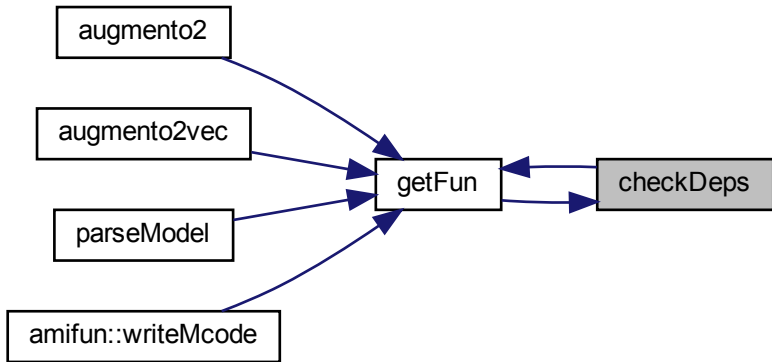 augmento2
augmento2vec
getFun
checkDeps
parseModel
amifun::writeMcode